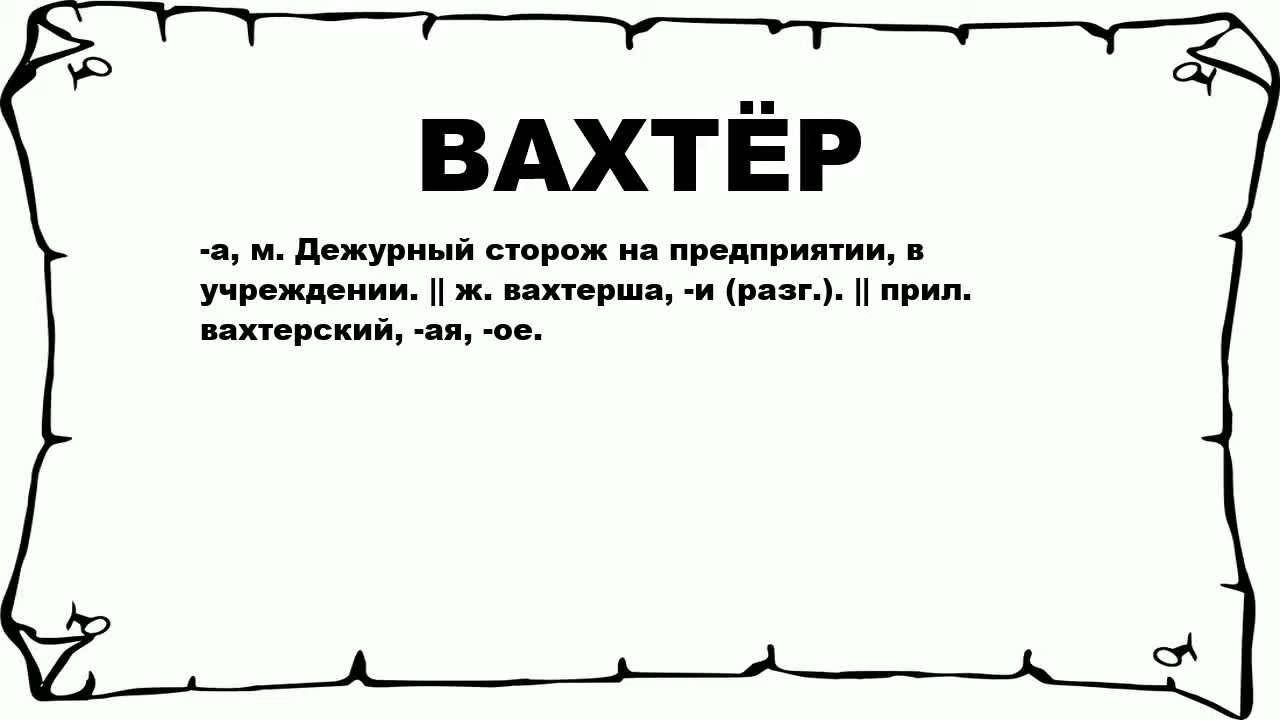 ВАХТЁР
-а, м. Дежурный сторож на предприятии, в
учреждении. || ж. вахтерша, -и (разг.). || прил.
вахтерский, -ая, -ое.